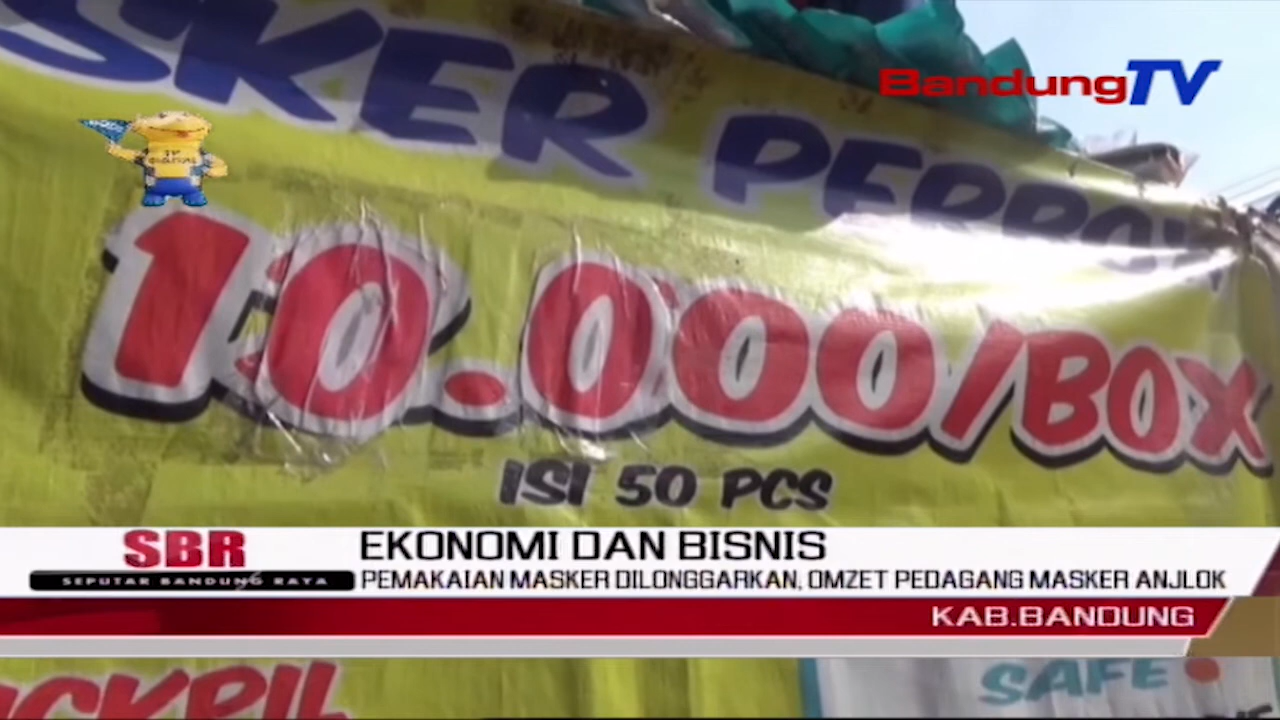 BandungTV
SKER PERBOX
10.000/BOX
ISI 50 PCS
SBR
SEPUTAR BANDUNG RAYA
EKONOMI DAN BISNIS
PEMAKAIAN MASKER DILONGGARKAN, OMZET PEDAGANG MASKER ANJLOK
KAB.BANDUNG
SAFE